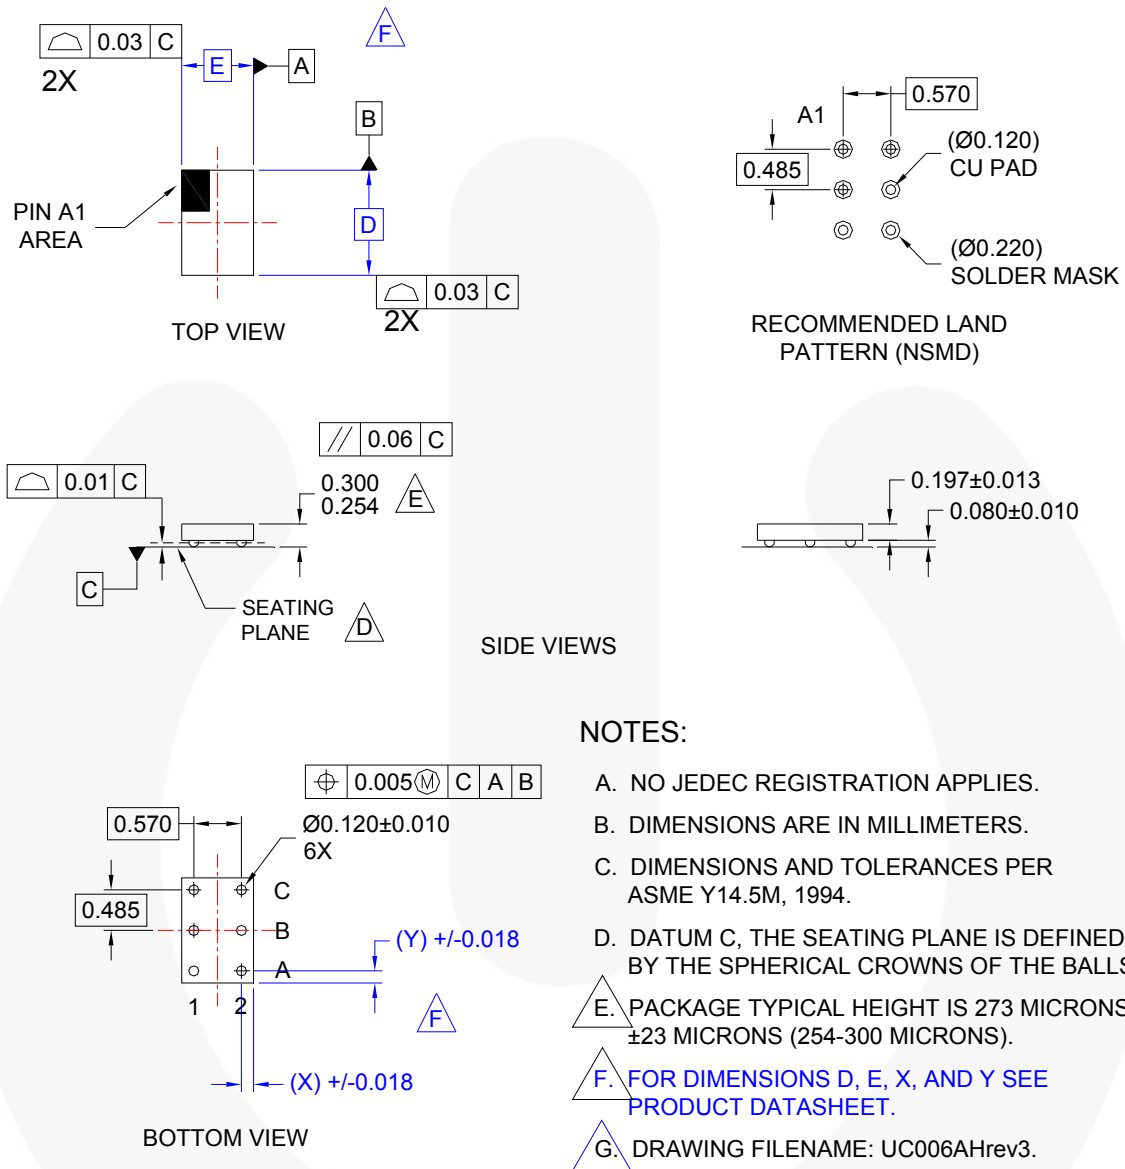 0.03 C
2X
E
A
F
B
D
PIN A1
AREA
0.03 C
2X
TOP VIEW
0.570
A1
0.485
(Ø0.120)
CU PAD
(Ø0.220)
SOLDER MASK
RECOMMENDED LAND
PATTERN (NSMD)
// 0.06 C
0.01 C
0.300
0.254
E
C
SEATING
PLANE
D
0.197±0.013
0.080±0.010
SIDE VIEWS
0.005 M C A B
0.570
Ø0.120±0.010
6X
0.485
C
B
A
1 2
(Y) +/-0.018
F
(X) +/-0.018
BOTTOM VIEW
NOTES:
A. NO JEDEC REGISTRATION APPLIES.
B. DIMENSIONS ARE IN MILLIMETERS.
C. DIMENSIONS AND TOLERANCES PER
ASME Y14.5M, 1994.
D. DATUM C, THE SEATING PLANE IS DEFINED
BY THE SPHERICAL CROWNS OF THE BALLS
E. PACKAGE TYPICAL HEIGHT IS 273 MICRONS
±23 MICRONS (254-300 MICRONS).
F. FOR DIMENSIONS D, E, X, AND Y SEE
PRODUCT DATASHEET.
G. DRAWING FILENAME: UC006AHrev3.